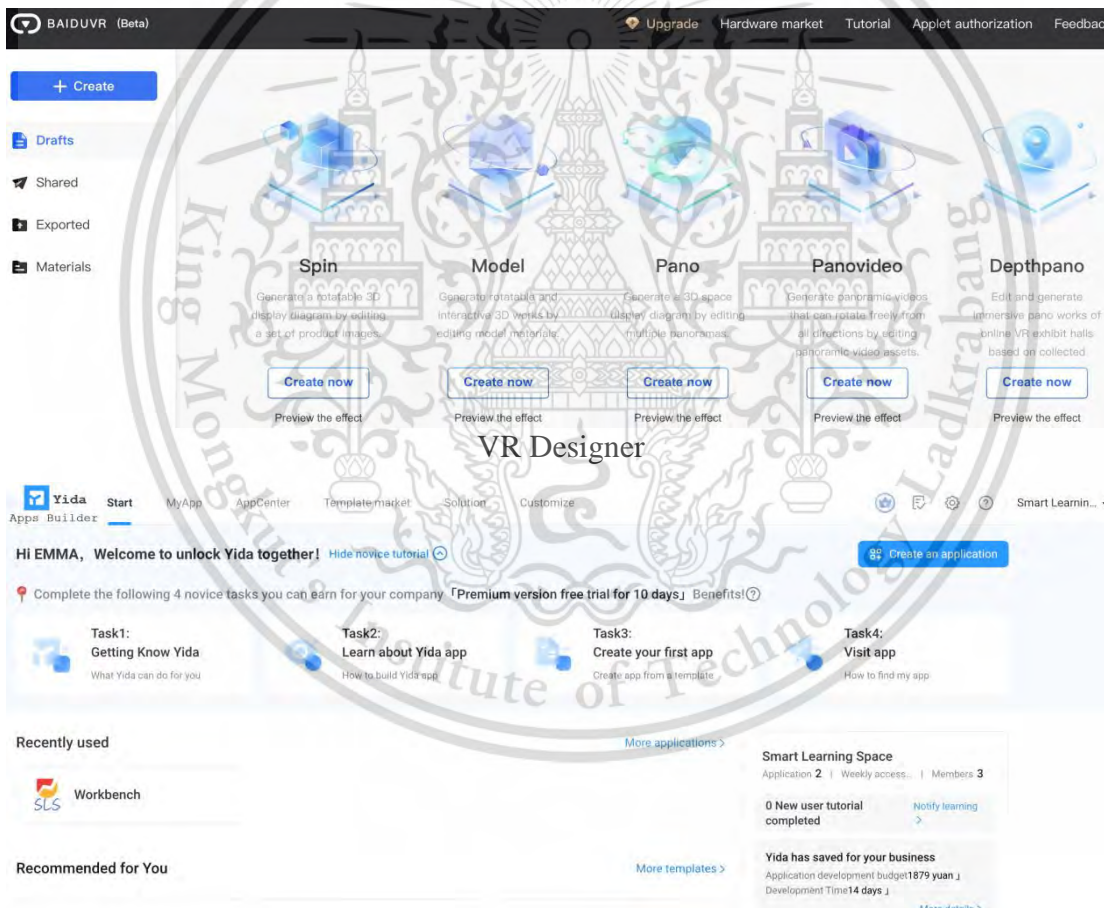 BAIDUVR (Beta)
Upgrade Hardware market Tutorial Applet authorization Feedbac
+ Create
Drafts
Shared
Exported
Materials
Spin Model Pano Panovideo Depthpano
Generate a rotatable 3D
display diagram by editing
a set of product images.
Generate rotatable and
interactive 3D works by
editing model materials.
Generate a 3D space
display diagram by editing
multiple panoramas.
Generate panoramic videos
that can rotate freely from
all directions by editing
panoramic video assets.
Edit and generate
immersive pano works of
online VR exhibit halls
based on collected.
Create now Create now Create now Create now Create now
Preview the effect Preview the effect Preview the effect Preview the effect Preview the effect
VR Designer
Yida
Apps Builder
Start MyApp AppCenter Template market Solution Customize Smart Learnin...
Hi EMMA, Welcome to unlock Yida together! Hide novice tutorial
Create an application
Complete the following 4 novice tasks you can earn for your company「Premium version free trial for 10 days」Benefits!
Task1:
Getting Know Yida
What Yida can do for you
Task2:
Learn about Yida app
How to build Yida app
Task3:
Create your first app
Create app from a template
Task4:
Visit app
How to find my app
Recently used More applications >
SLS Workbench
Smart Learning Space
Application 2 | Weekly access... | Members 3
0 New user tutorial
completed
Notify learning
>
Recommended for You More templates >
Yida has saved for your business
Application development budget1879 yuan 」
Development Time14 days 」
More details >
King Mongkut's Institute of Technology Ladkrabang